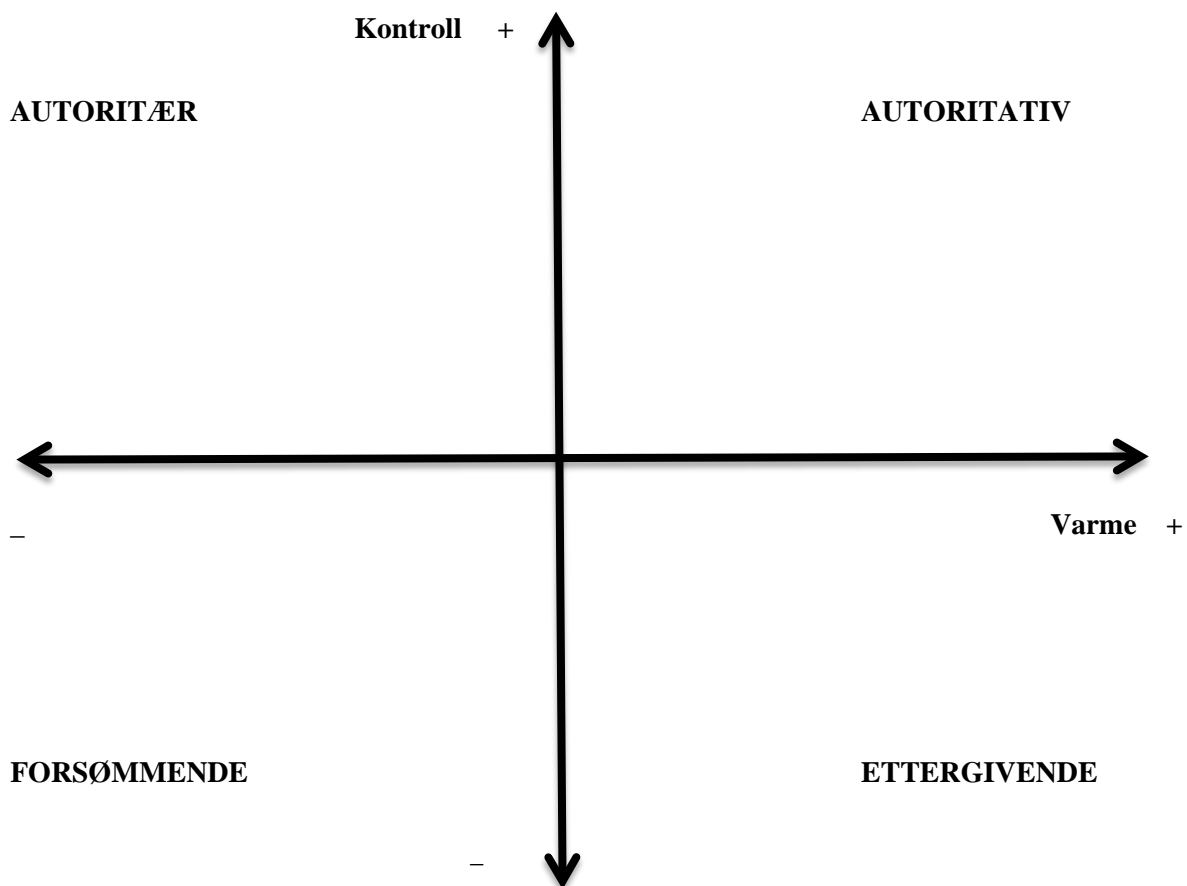 Kontroll +
AUTORITÆR AUTORITATIV
–
Varme +
FORSØMMENDE ETTERGIVENDE
–